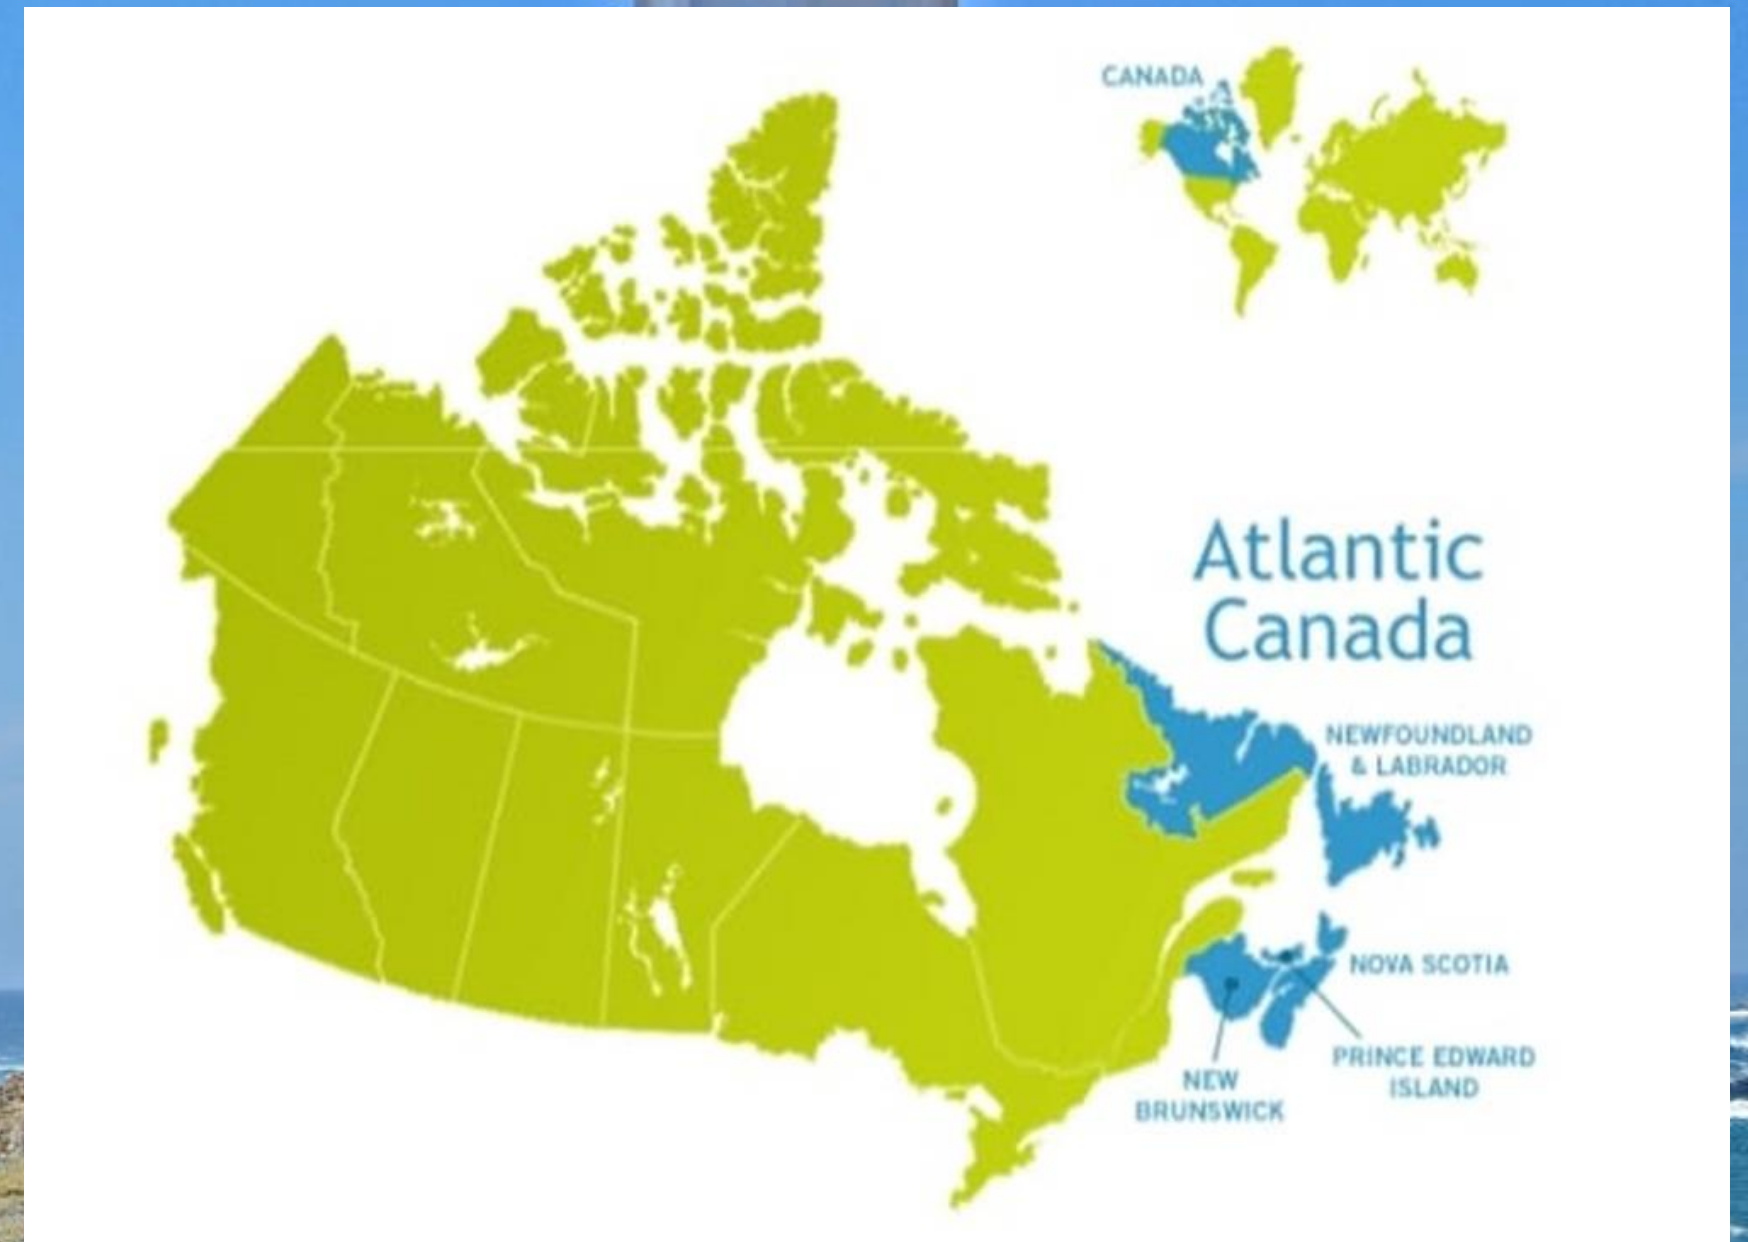 CANADA
Atlantic
Canada
NEWFOUNDLAND
& LABRADOR
NOVA SCOTIA
PRINCE EDWARD
ISLAND
NEW
BRUNSWICK